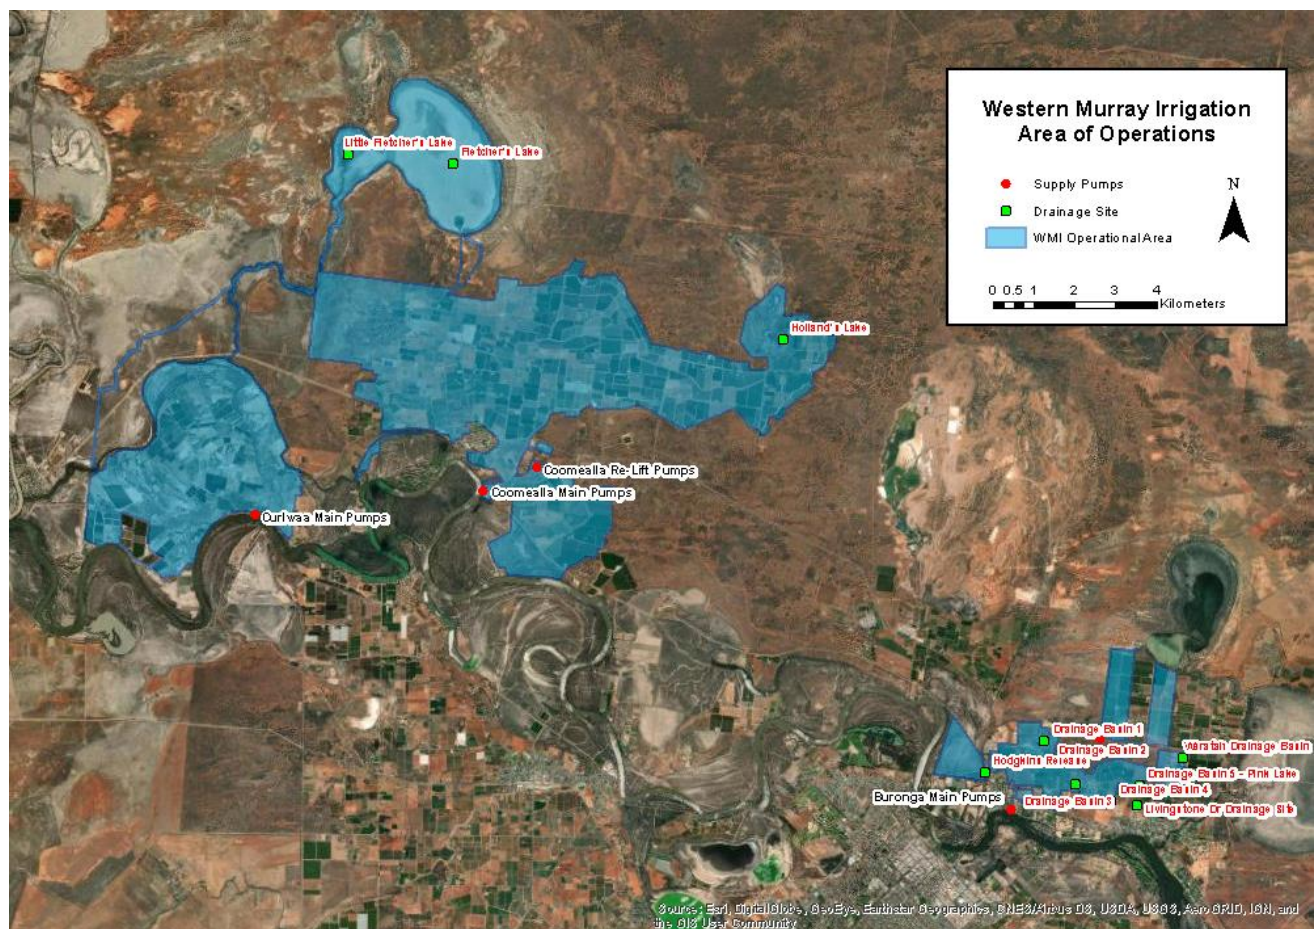 Western Murray Irrigation
Area of Operations
Supply Pumps
N
Drainage Site
WMI Operational Area
0 0.5 1 2 3 4
Kilometers
Little Fletcher's Lake
Fletcher's Lake
Holland's Lake
Coomealla Re-Lift Pumps
Coomealla Main Pumps
Curlwaa Main Pumps
Drainage Basin 1
Drainage Basin 2
Waratah Drainage Basin
Hodgkins Release
Drainage Basin 5 - Pink Lake
Drainage Basin 4
Buronga Main Pumps
Drainage Basin 3
Livingstone Dr Drainage Site
Source: Esri, DigitalGlobe, GeoEye, Earthstar Geographics, CNES/Airbus DS, USDA, USGS, AeroGRID, IGN, and
the GIS User Community